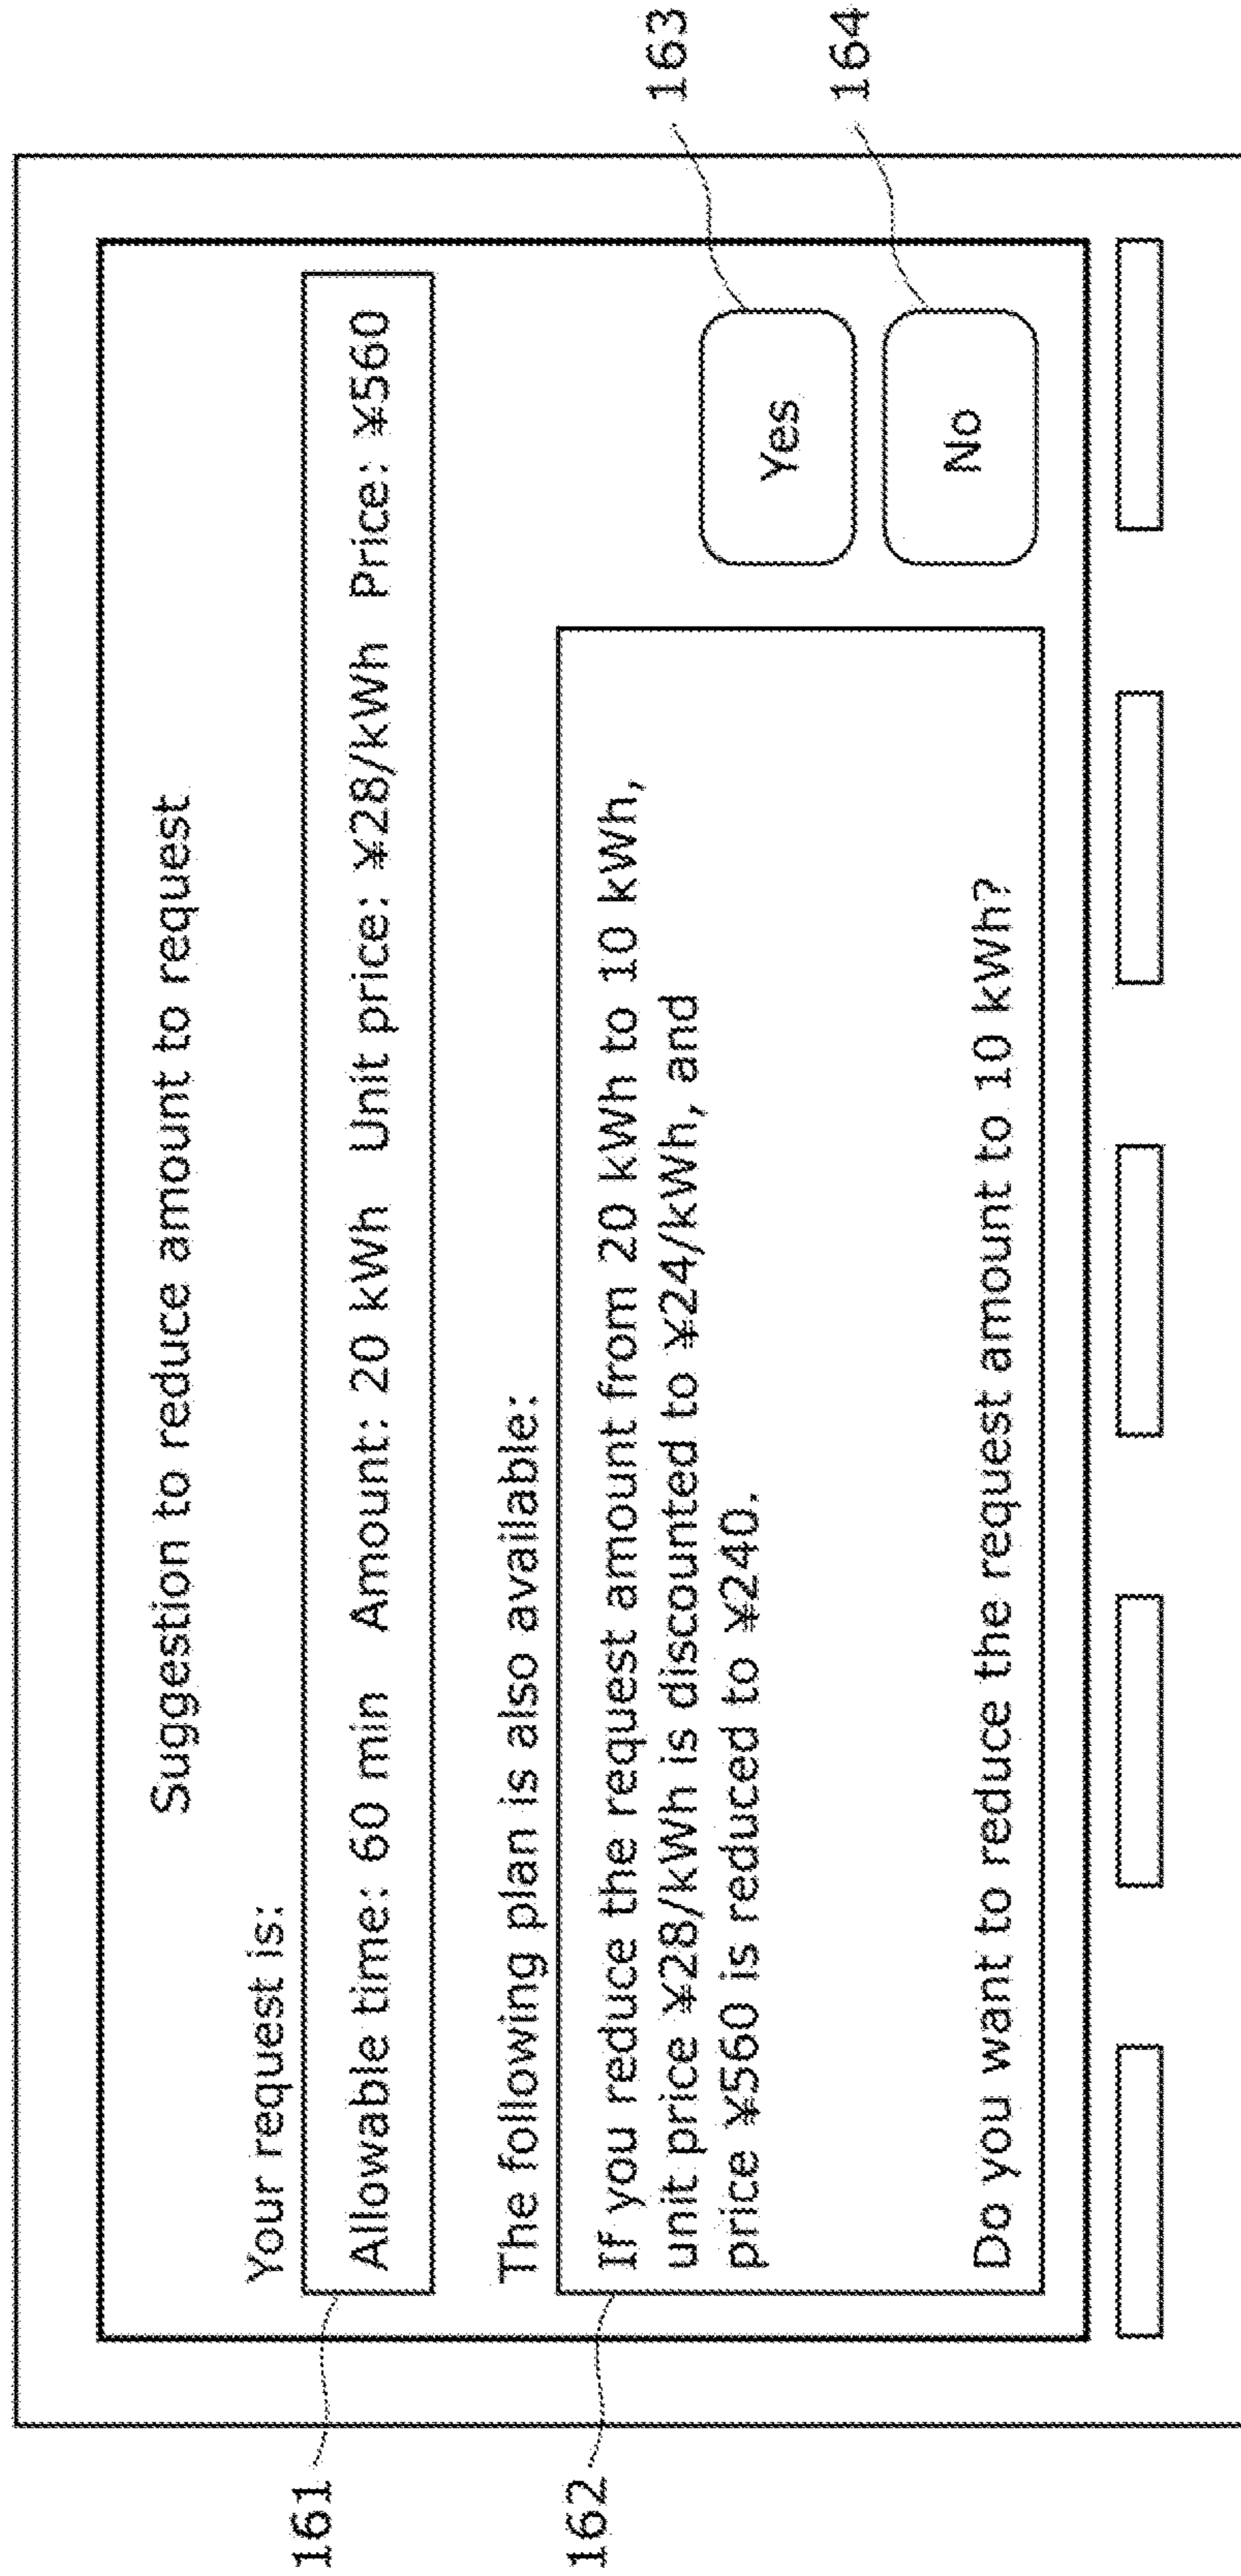 Suggestion to reduce amount to request
Your request is:
161
Allowable time: 60 min Amount: 20 kWh Unit price: ¥28/kWh Price: ¥560
The following plan is also available:
162
If you reduce the request amount from 20 kWh to 10 kWh,
unit price ¥28/kWh is discounted to ¥24/kWh, and
price ¥560 is reduced to ¥240.
Do you want to reduce the request amount to 10 kWh?
Yes
163
No
164